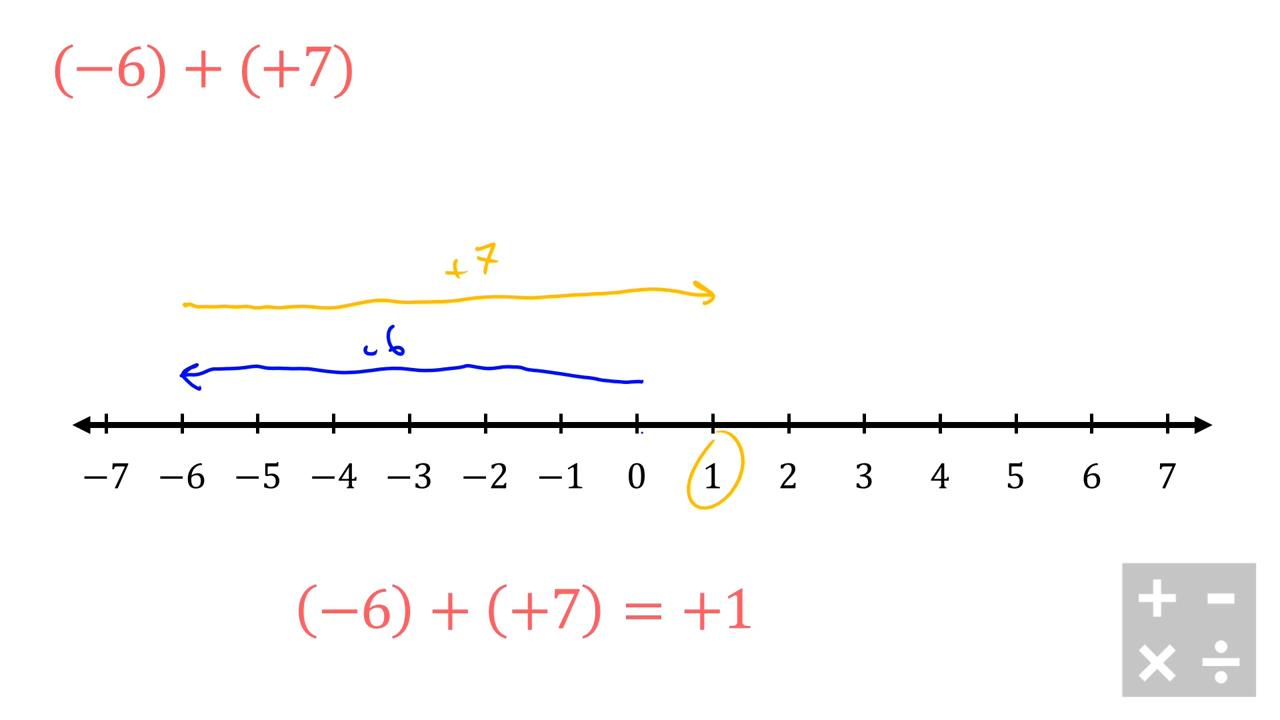 (−6) + (+7)
+7
-6
−7 −6 −5 −4 −3 −2 −1 0 1 2 3 4 5 6 7
(−6) + (+7) = +1
+ -
× ÷